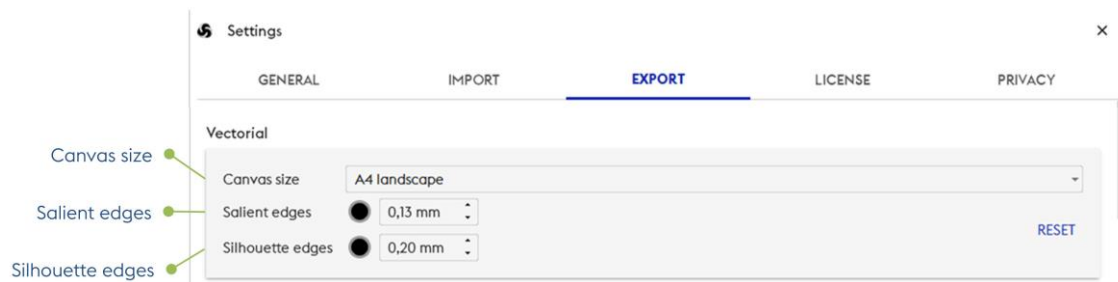 Settings
GENERAL IMPORT EXPORT LICENSE PRIVACY
Vectorial
Canvas size
Canvas size A4 landscape
Salient edges
Salient edges 0,13 mm
RESET
Silhouette edges 0,20 mm
Silhouette edges